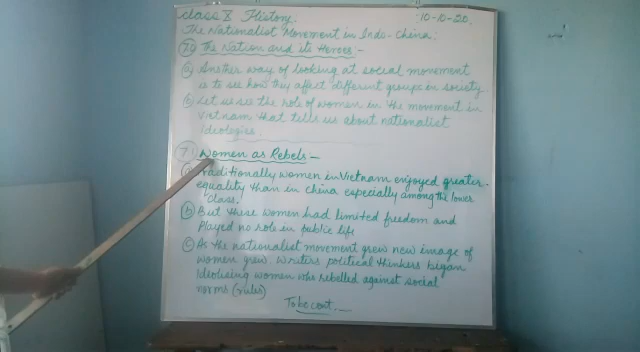 class 8 History.
10-10-20.
The Nationalist Movement in Indo-China.
70 The Nation and its Heroes:-
a Another way of looking at social movement
is to see how they affect different groups in society.
b Let us see the role of women in the movement in
Vietnam that tells us about nationalist
ideologies.
71 Women as Rebels -
a Traditionally women in Vietnam enjoyed greater
equality than in china especially among the lower
class.
b But these women had limited freedom and
Played no role in public life
c As the nationalist movement grew new image of
women grew. Writers political thinkers began
Ideolising women who rebelled against social
norms (rules)
To be cont.